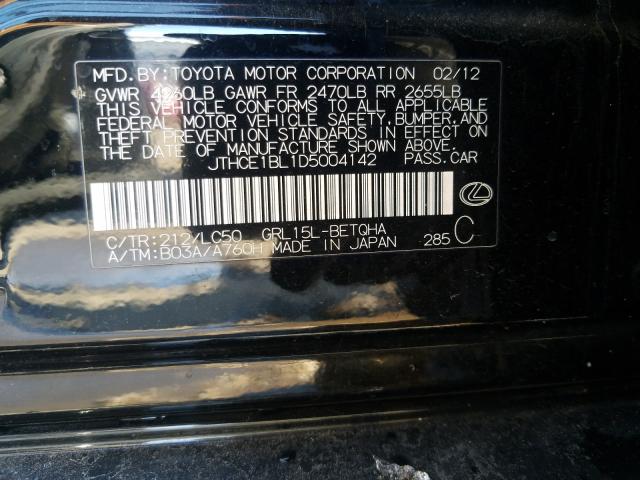 MFD. BY: TOYOTA MOTOR CORPORATION 02/12
GVWR 4960LB GAWR FR 2470LB RR 2655LB
THIS VEHICLE CONFORMS TO ALL APPLICABLE
FEDERAL MOTOR VEHICLE SAFETY, BUMPER, AND
THEFT PREVENTION STANDARDS IN EFFECT ON
THE DATE OF MANUFACTURE SHOWN ABOVE.
JTHCE1BL1D5004142 PASS. CAR
C/TR: 212/LC50 GRL15L-BETQHA
A/TM: B03A/A760H MADE IN JAPAN 285 C